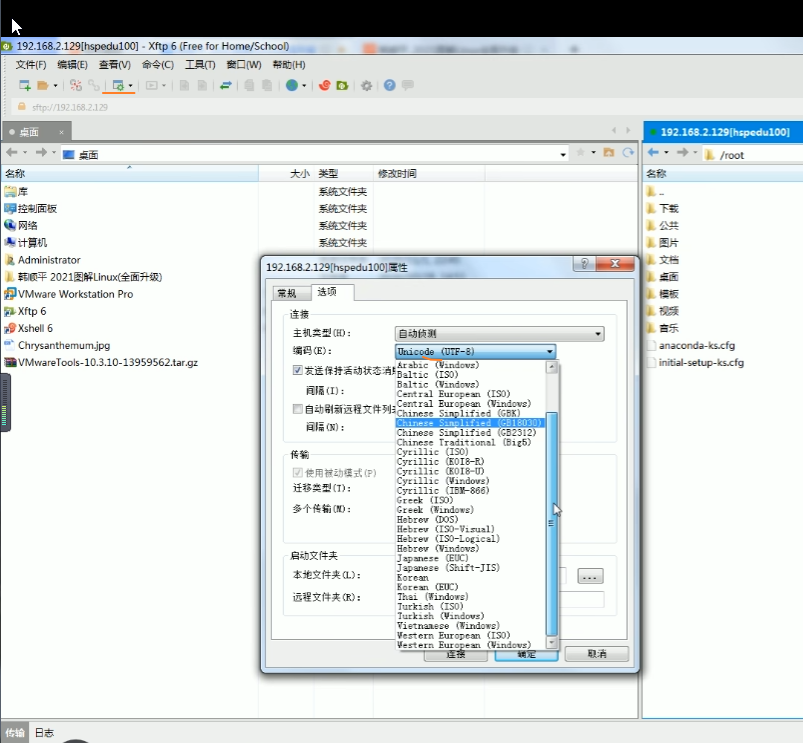 192.168.2.129[hspedu100] - Xftp 6 (Free for Home/School)
文件(F) 编辑(E) 查看(V) 命令(C) 工具(T) 窗口(W) 帮助(H)
sftp://192.168.2.129
桌面 ×
192.168.2.129[hspedu100]
桌面
/root
名称 大小 类型 修改时间
名称
库 系统文件夹
控制面板 系统文件夹
网络 系统文件夹
计算机 系统文件夹
Administrator
韩顺平 2021图解Linux(全面升级)
VMware Workstation Pro
Xftp 6
Xshell 6
Chrysanthemum.jpg
VMwareTools-10.3.10-13959562.tar.gz
..
下载
公共
图片
文档
桌面
模板
视频
音乐
anaconda-ks.cfg
initial-setup-ks.cfg
192.168.2.129[hspedu100]属性
常规 选项
连接
主机类型(H): 自动侦测
编码(E): Unicode (UTF-8)
发送保持活动状态消
间隔(I):
自动刷新远程文件列
间隔(N):
传输
使用被动模式(P)
迁移类型(T):
多个传输(M):
启动文件夹
本地文件夹(L): ...
远程文件夹(R):
Arabic (Windows)
Baltic (ISO)
Baltic (Windows)
Central European (ISO)
Central European (Windows)
Chinese Simplified (GBK)
Chinese Simplified (GB18030)
Chinese Simplified (GB2312)
Chinese Traditional (Big5)
Cyrillic (ISO)
Cyrillic (KOI8-R)
Cyrillic (KOI8-U)
Cyrillic (Windows)
Cyrillic (IBM-866)
Greek (ISO)
Greek (Windows)
Hebrew (DOS)
Hebrew (ISO-Visual)
Hebrew (ISO-Logical)
Hebrew (Windows)
Japanese (EUC)
Japanese (Shift-JIS)
Korean
Korean (EUC)
Thai (Windows)
Turkish (ISO)
Turkish (Windows)
Vietnamese (Windows)
Western European (ISO)
Western European (Windows)
连接 确定 取消
传输 日志